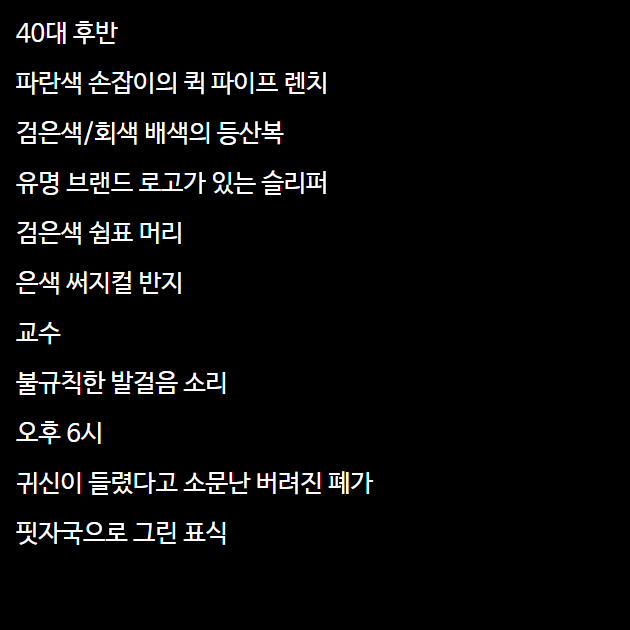 40대 후반
파란색 손잡이의 퀵 파이프 렌치
검은색/회색 배색의 등산복
유명 브랜드 로고가 있는 슬리퍼
검은색 쉼표 머리
은색 써지컬 반지
교수
불규칙한 발걸음 소리
오후 6시
귀신이 들렸다고 소문난 버려진 폐가
핏자국으로 그린 표식